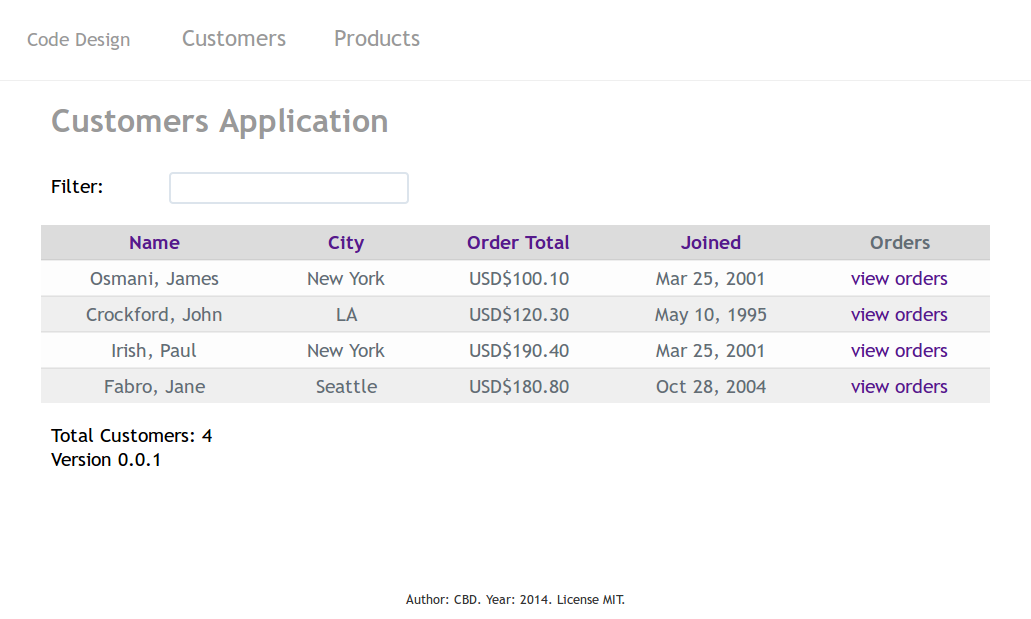 Code Design Customers Products
Customers Application
Filter:
Name City Order Total Joined Orders
Osmani, James New York USD$100.10 Mar 25, 2001 view orders
Crockford, John LA USD$120.30 May 10, 1995 view orders
Irish, Paul New York USD$190.40 Mar 25, 2001 view orders
Fabro, Jane Seattle USD$180.80 Oct 28, 2004 view orders
Total Customers: 4
Version 0.0.1
Author: CBD. Year: 2014. License MIT.